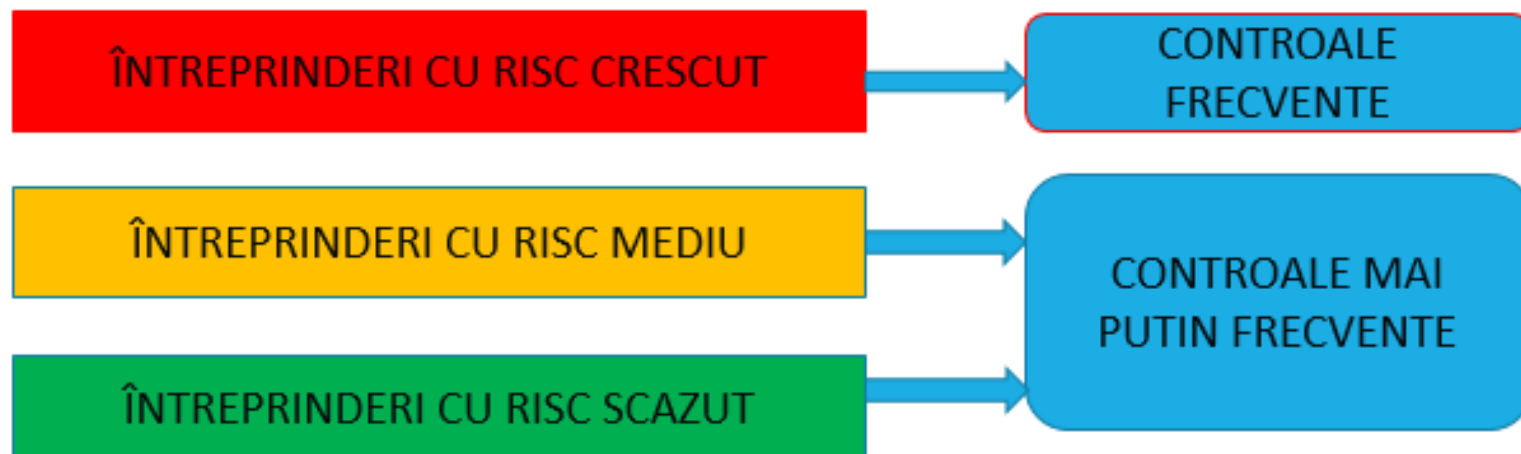 ÎNTREPRINDERI CU RISC CRESCUT
CONTROALE
FRECVENTE
ÎNTREPRINDERI CU RISC MEDIU
CONTROALE MAI
PUTIN FRECVENTE
ÎNTREPRINDERI CU RISC SCAZUT